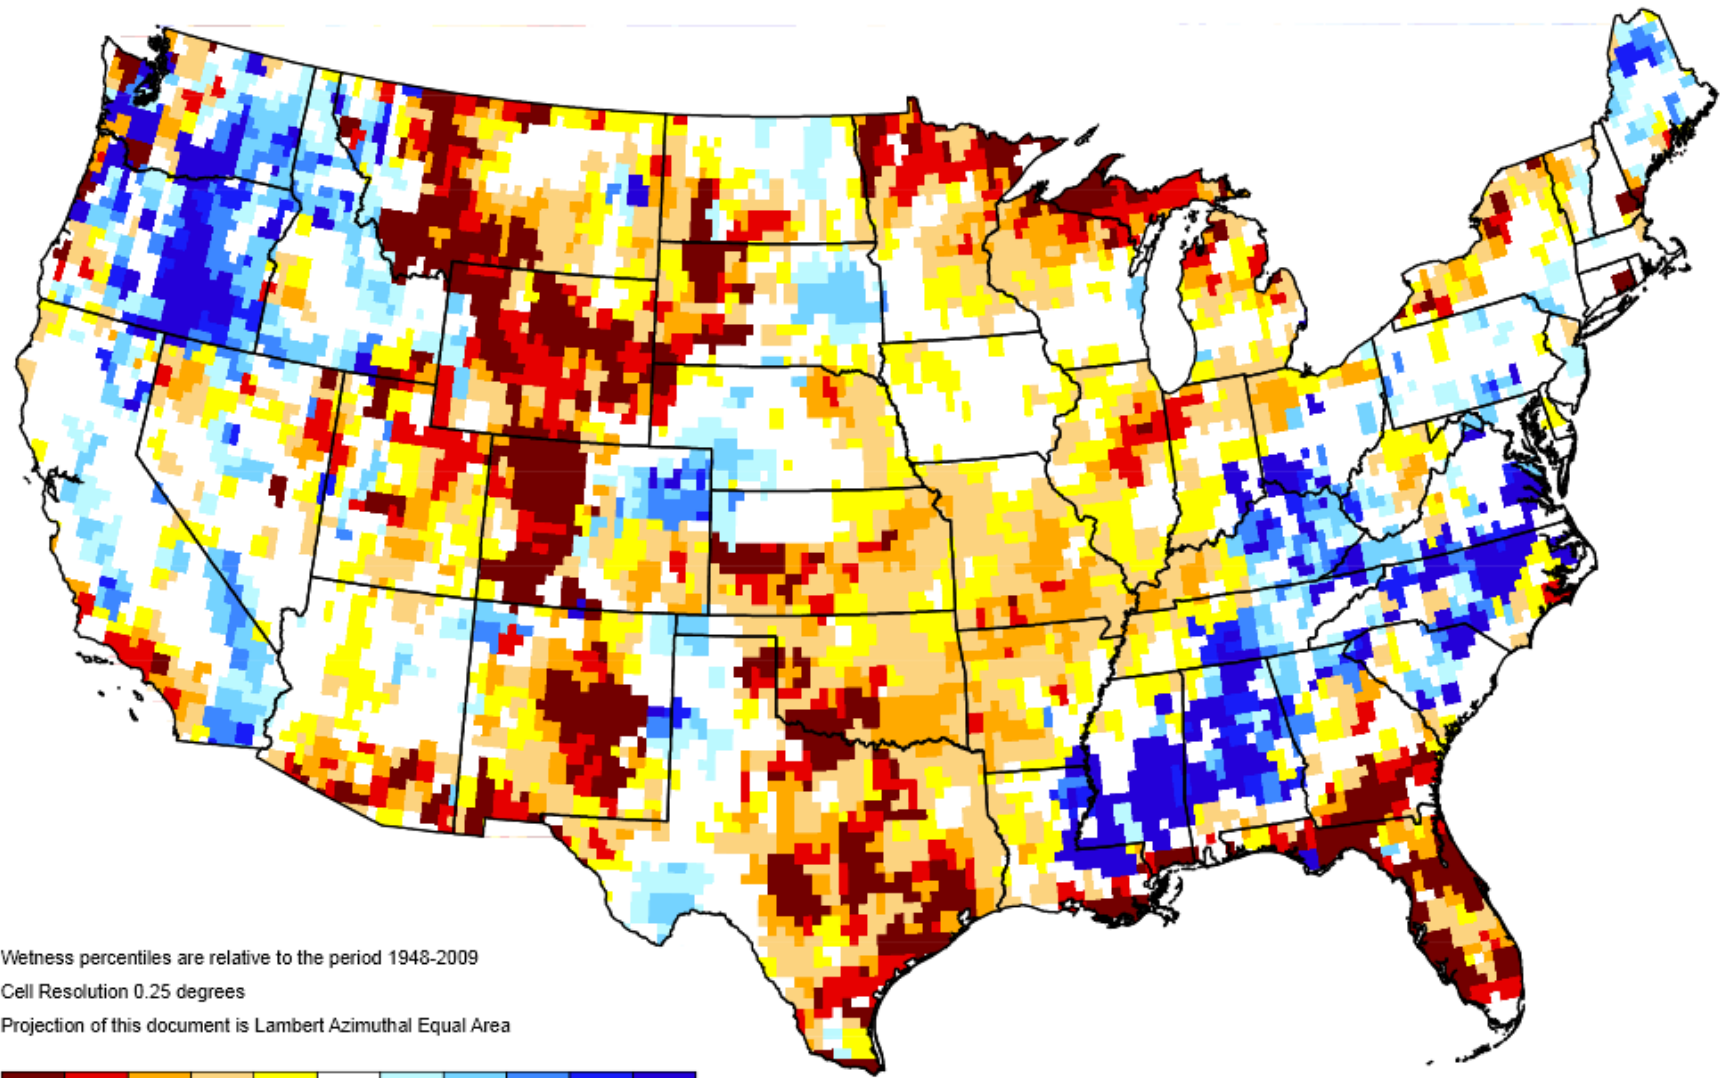 Wetness percentiles are relative to the period 1948-2009
Cell Resolution 0.25 degrees
Projection of this document is Lambert Azimuthal Equal Area